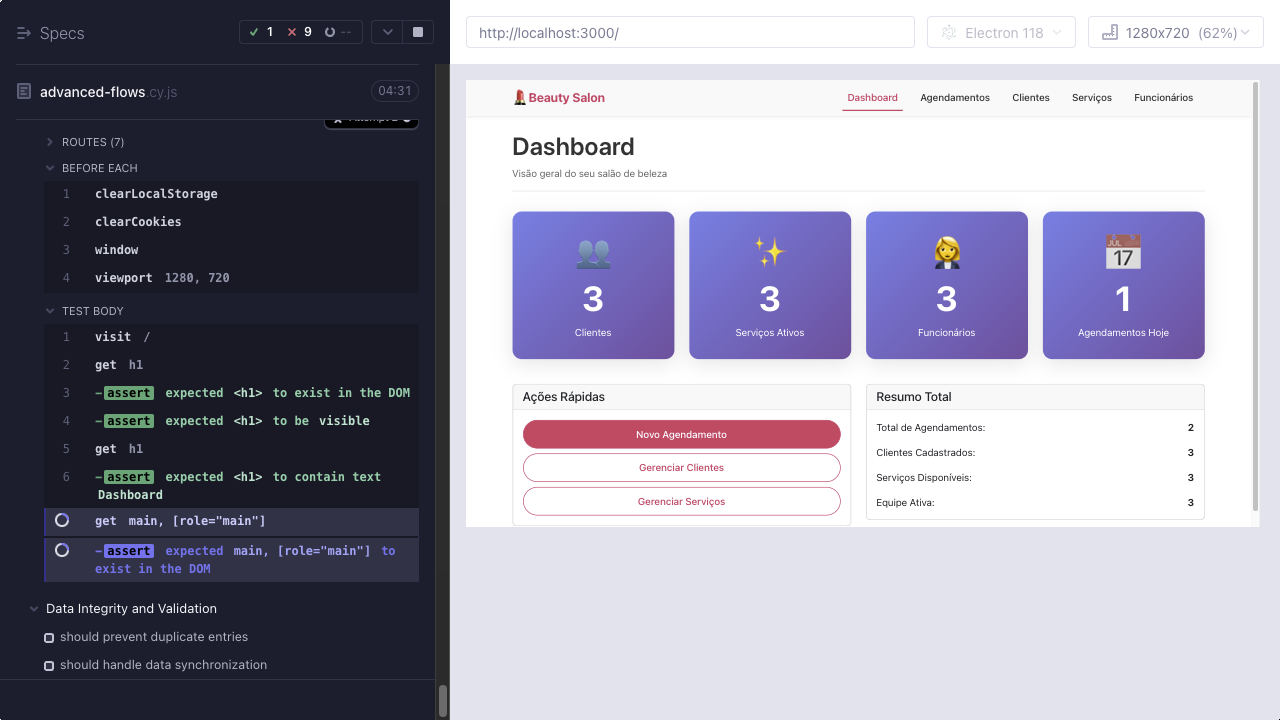 Specs
1
9
--
advanced-flows.cy.js
04:31
Attempt 2
ROUTES (7)
BEFORE EACH
1 clearLocalStorage
2 clearCookies
3 window
4 viewport 1280, 720
TEST BODY
1 visit /
2 get h1
3 -assert expected <h1> to exist in the DOM
4 -assert expected <h1> to be visible
5 get h1
6 -assert expected <h1> to contain text
Dashboard
get main, [role="main"]
-assert expected main, [role="main"] to
exist in the DOM
Data Integrity and Validation
should prevent duplicate entries
should handle data synchronization
http://localhost:3000/
Electron 118
1280x720 (62%)
Beauty Salon
Dashboard
Agendamentos
Clientes
Serviços
Funcionários
Dashboard
Visão geral do seu salão de beleza
3
Clientes
3
Serviços Ativos
3
Funcionários
JUL
17
1
Agendamentos Hoje
Ações Rápidas
Novo Agendamento
Gerenciar Clientes
Gerenciar Serviços
Resumo Total
Total de Agendamentos: 2
Clientes Cadastrados: 3
Serviços Disponíveis: 3
Equipe Ativa: 3